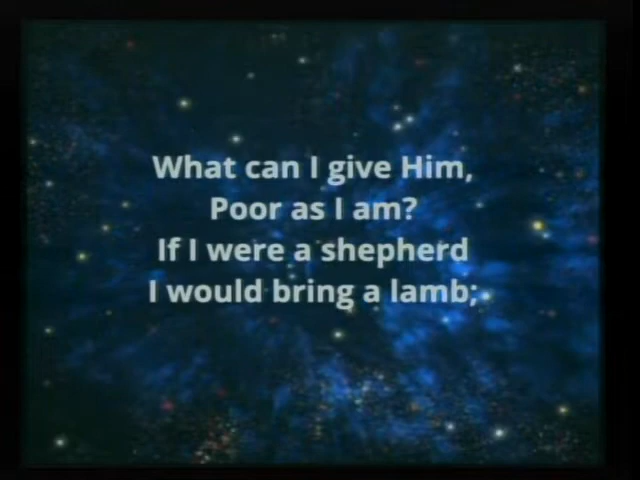 What can I give Him,
Poor as I am?
If I were a shepherd
I would bring a lamb;